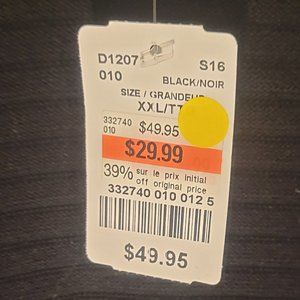 D1207 S16
010 BLACK/NOIR
SIZE / GRANDEUR
XXL/TT
332740
010 $49.95
$29.99
39% sur le prix initial
off original price
332740 010 012 5
$49.95